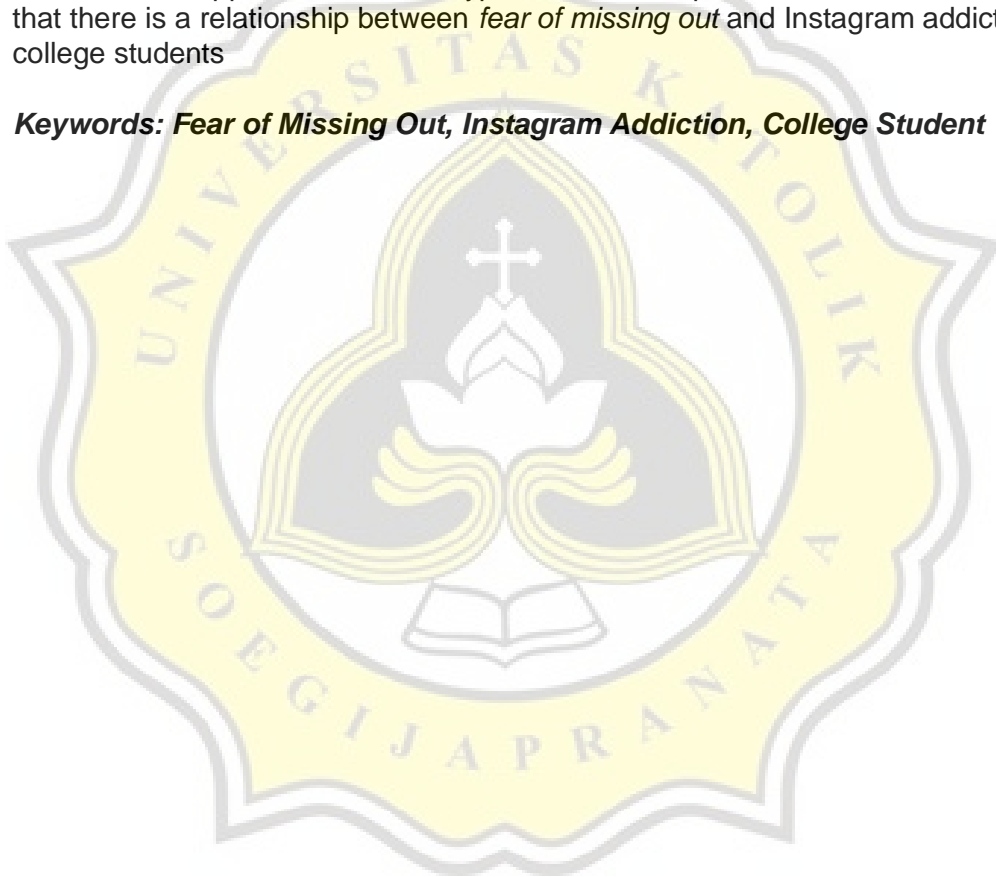 that there is a relationship between fear of missing out and Instagram addict
college students
Keywords: Fear of Missing Out, Instagram Addiction, College Student
UNIVERSITAS KATOLIK
SOEGIJAPRANATA